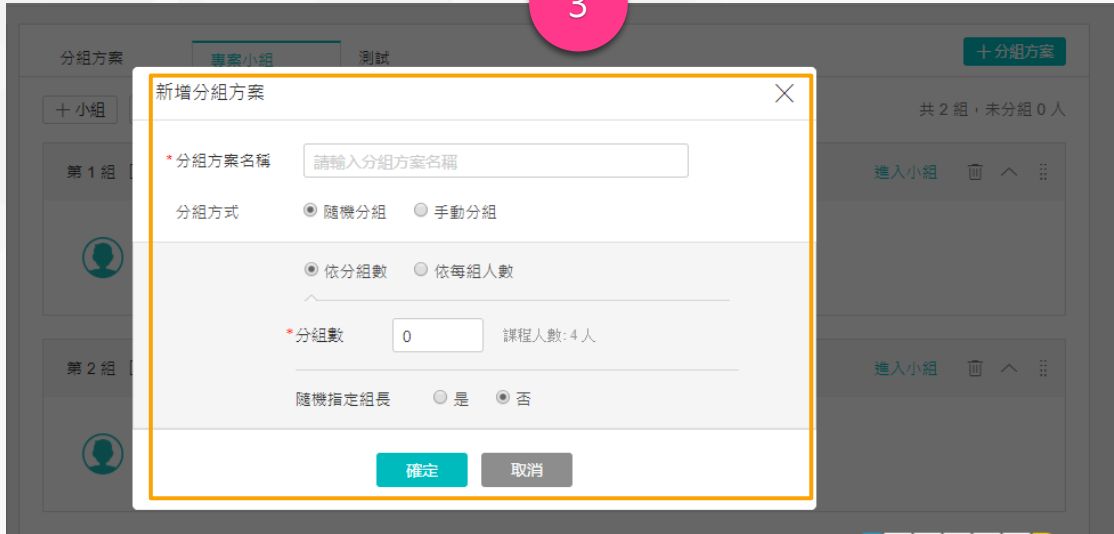 3
分組方案 專案小組 測試 ＋分組方案
＋小組 共 2 組，未分組 0 人
新增分組方案
第 1 組 進入小組
*分組方案名稱 請輸入分組方案名稱
分組方式 隨機分組 手動分組
依分組數 依每組人數
*分組數 0 課程人數: 4 人
第 2 組 進入小組
隨機指定組長 是 否
確定 取消